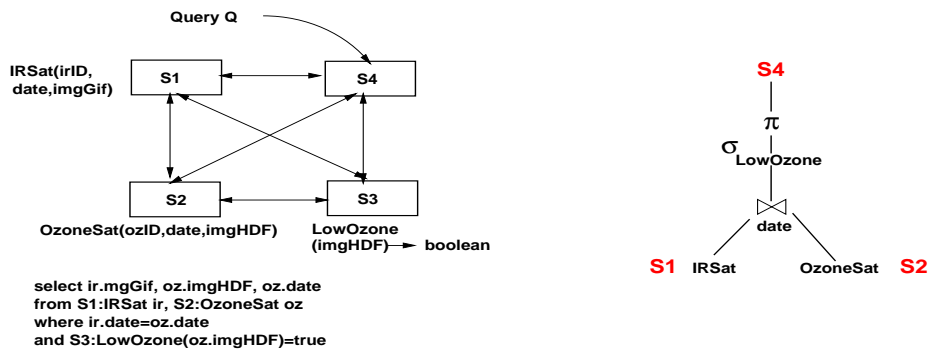 Query Q
IRSat(irID,
date,imgGif)
S1
S4
S2
S3
OzoneSat(ozID,date,imgHDF)
LowOzone
(imgHDF)
boolean
select ir.mgGif, oz.imgHDF, oz.date
from S1:IRSat ir, S2:OzoneSat oz
where ir.date=oz.date
and S3:LowOzone(oz.imgHDF)=true
S4
π
σLowOzone
date
S1 IRSat
OzoneSat S2